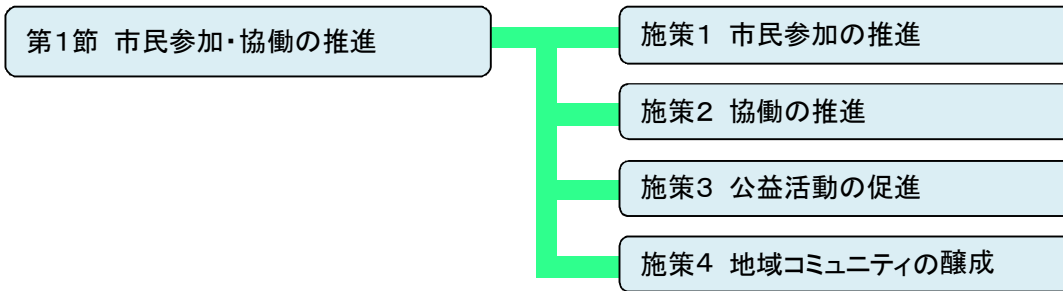 第1節 市民参加・協働の推進
施策1 市民参加の推進
施策2 協働の推進
施策3 公益活動の促進
施策4 地域コミュニティの醸成